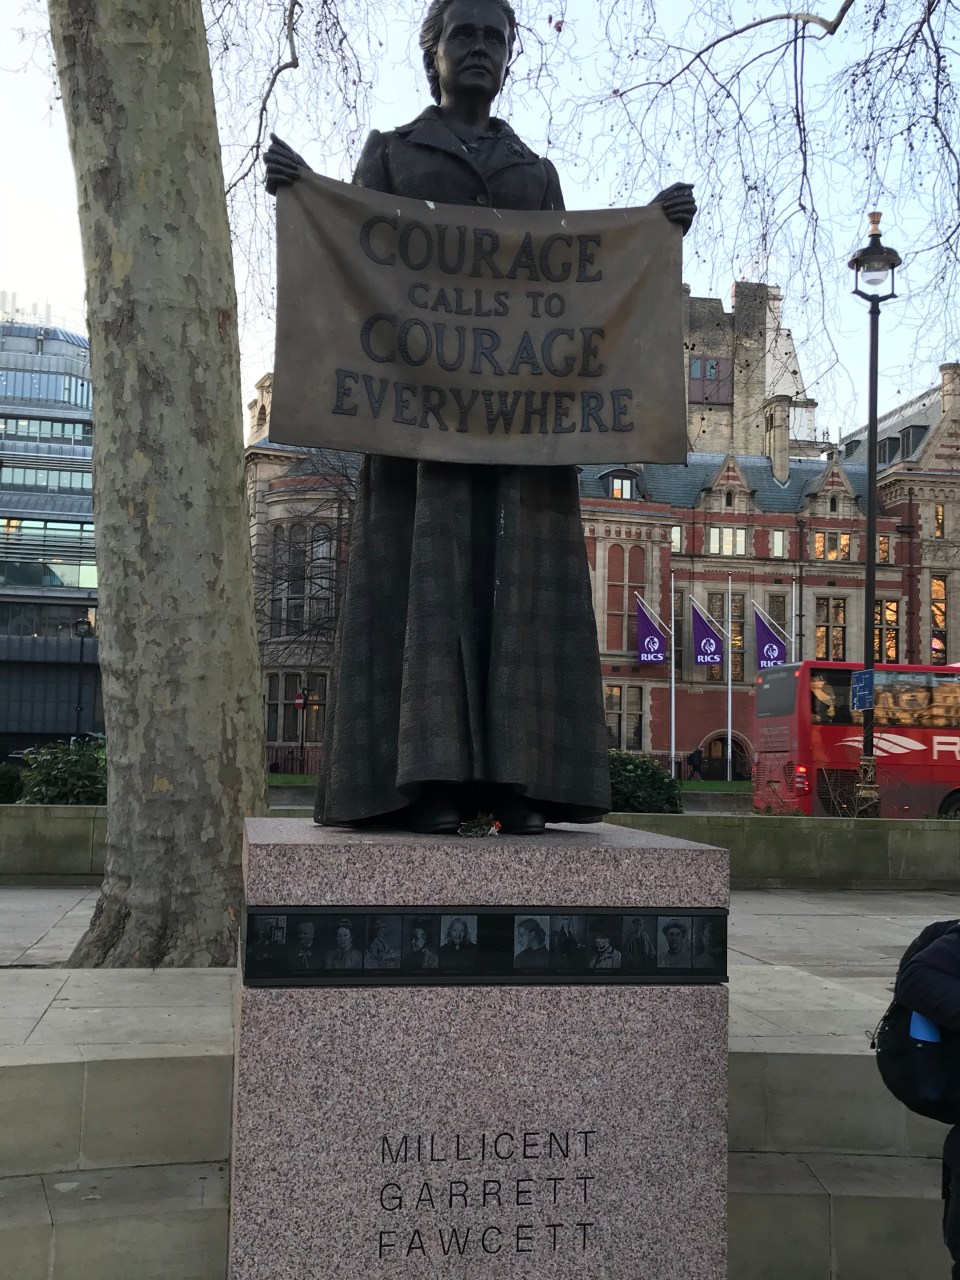 COURAGE
CALLS TO
COURAGE
EVERYWHERE
RICS
RICS
RICS
R
MILLICENT
GARRETT
FAWCETT